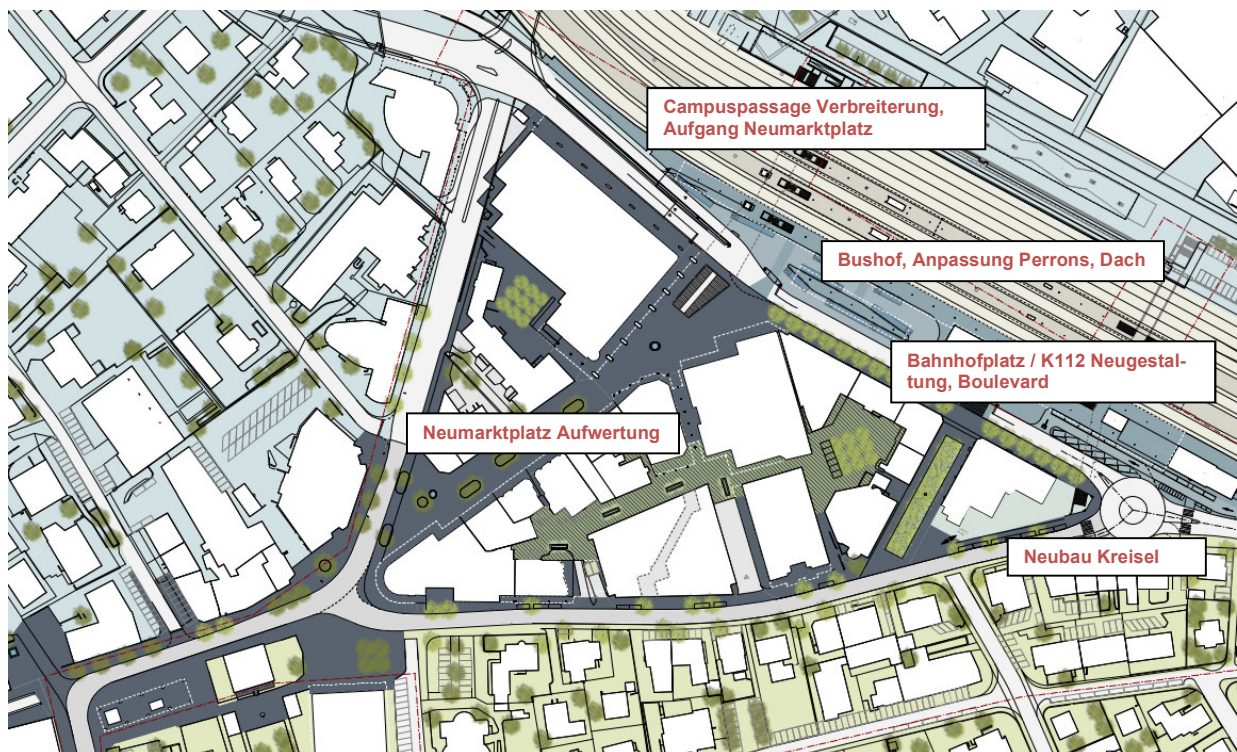 Campuspassage Verbreiterung,
Aufgang Neumarktplatz
Bushof, Anpassung Perrons, Dach
Bahnhofplatz / K112 Neugestal-
tung, Boulevard
Neumarktplatz Aufwertung
Neubau Kreisel